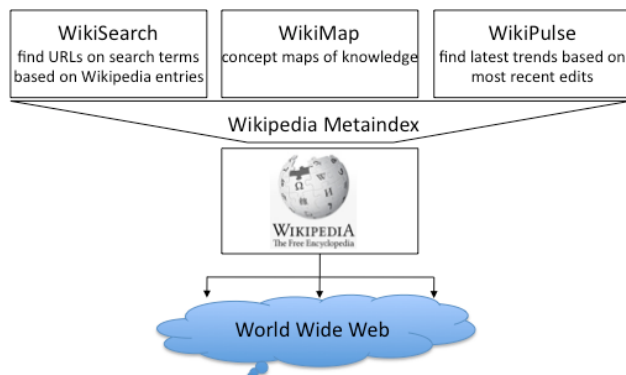 WikiSearch
find URLs on search terms
based on Wikipedia entries
WikiMap
concept maps of knowledge
WikiPulse
find latest trends based on
most recent edits
Wikipedia Metaindex
Ω
W
И
WIKIPEDIA
The Free Encyclopedia
World Wide Web